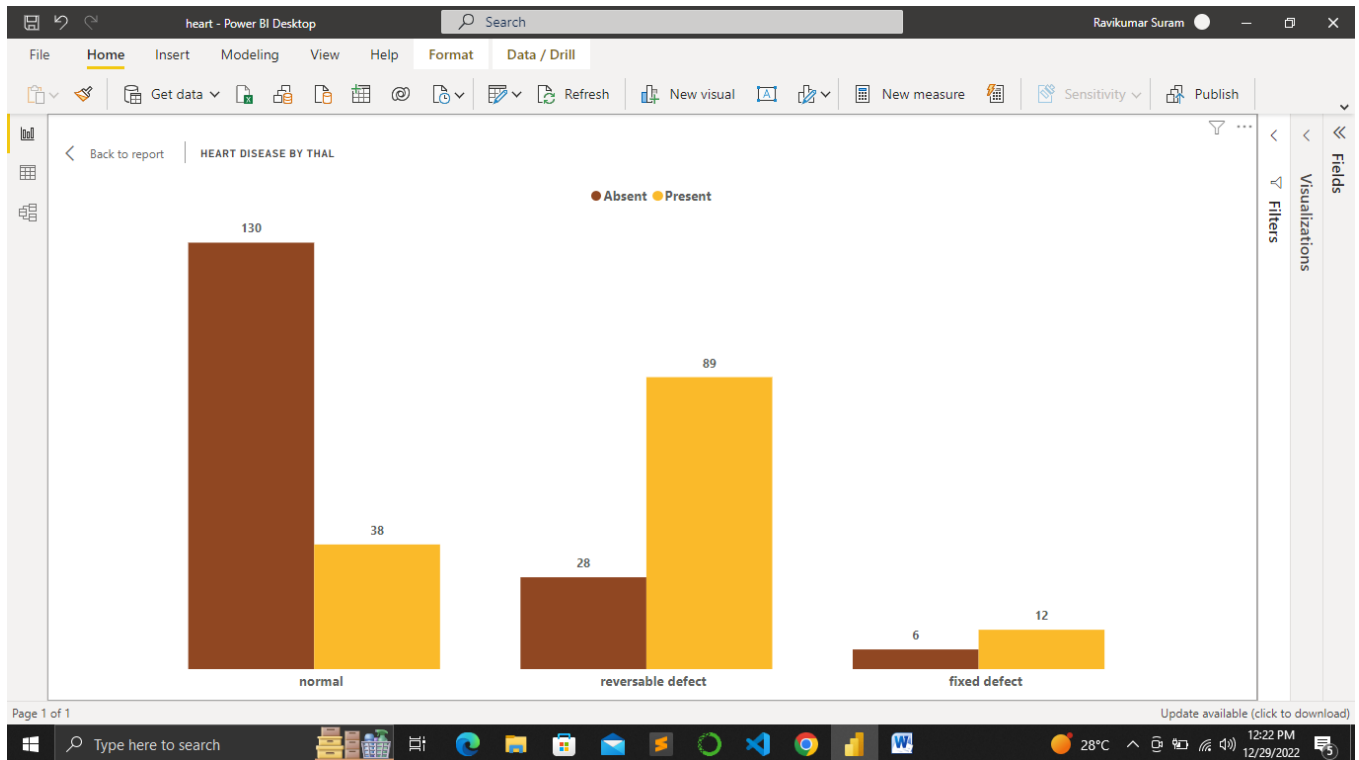 heart - Power BI Desktop
Search
Ravikumar Suram
File Home Insert Modeling View Help Format Data / Drill
Get data Refresh New visual New measure Sensitivity Publish
Back to report HEART DISEASE BY THAL
Absent Present
130
89
38
28
12
6
normal reversable defect fixed defect
Filters
Visualizations
Fields
Page 1 of 1 Update available (click to download)
Type here to search
28°C
12:22 PM
12/29/2022
5